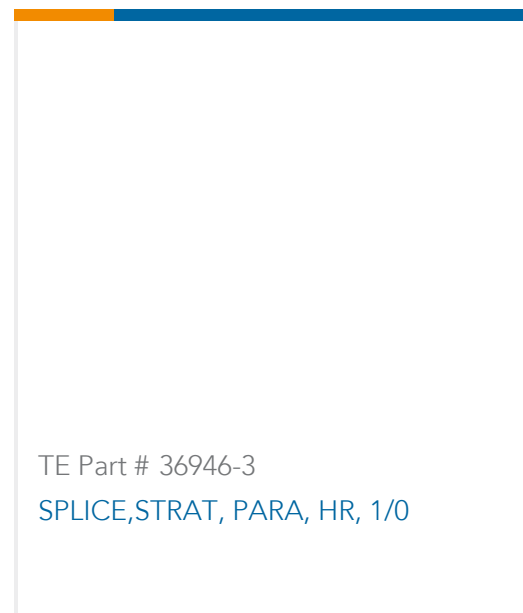 TE Part # 36946-3
SPLICE,STRAT, PARA, HR, 1/0